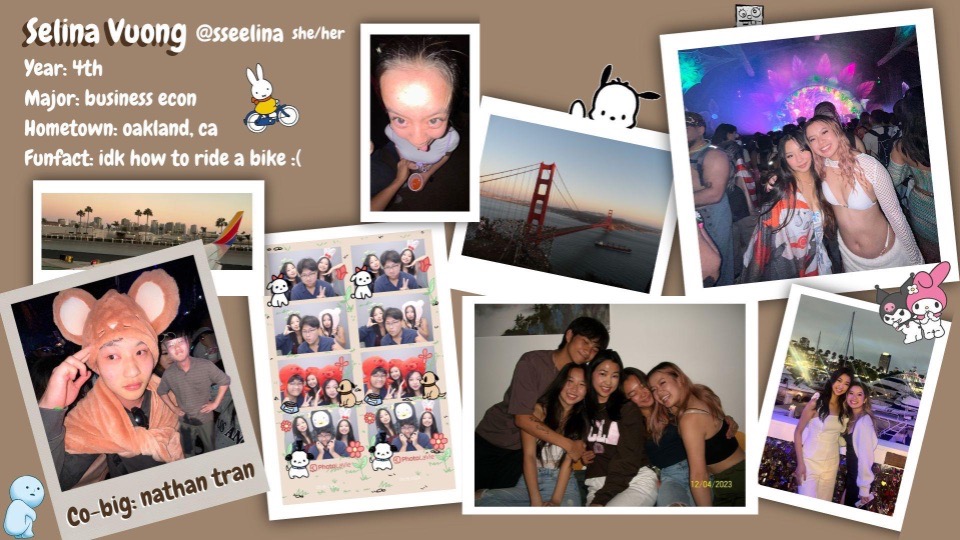 Selina Vuong @sseelina she/her
Year: 4th
Major: business econ
Hometown: oakland, ca
Funfact: idk how to ride a bike :(
Co-big: nathan tran
12/04/2023